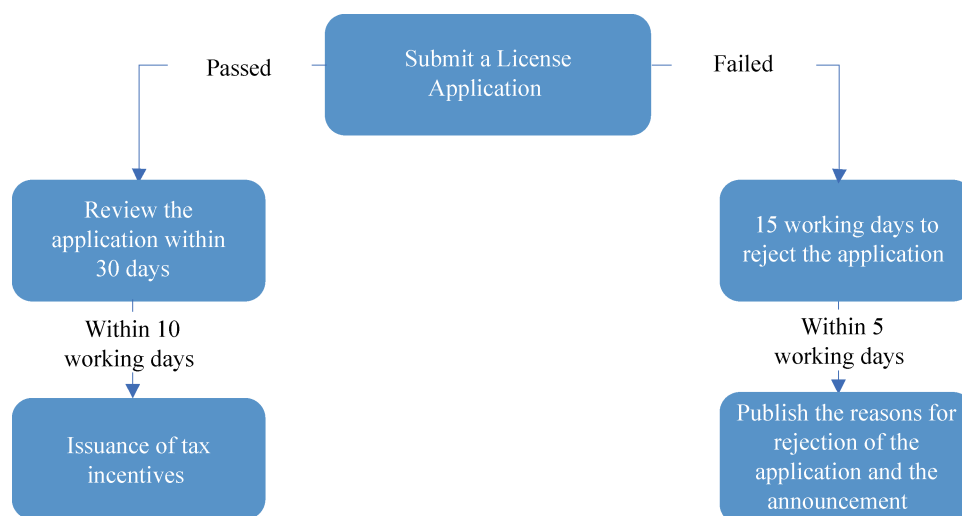 Passed
Submit a License
Application
Failed
Review the
application within
30 days
15 working days to
reject the application
Within 10
working days
Within 5
working days
Issuance of tax
incentives
Publish the reasons for
rejection of the
application and the
announcement